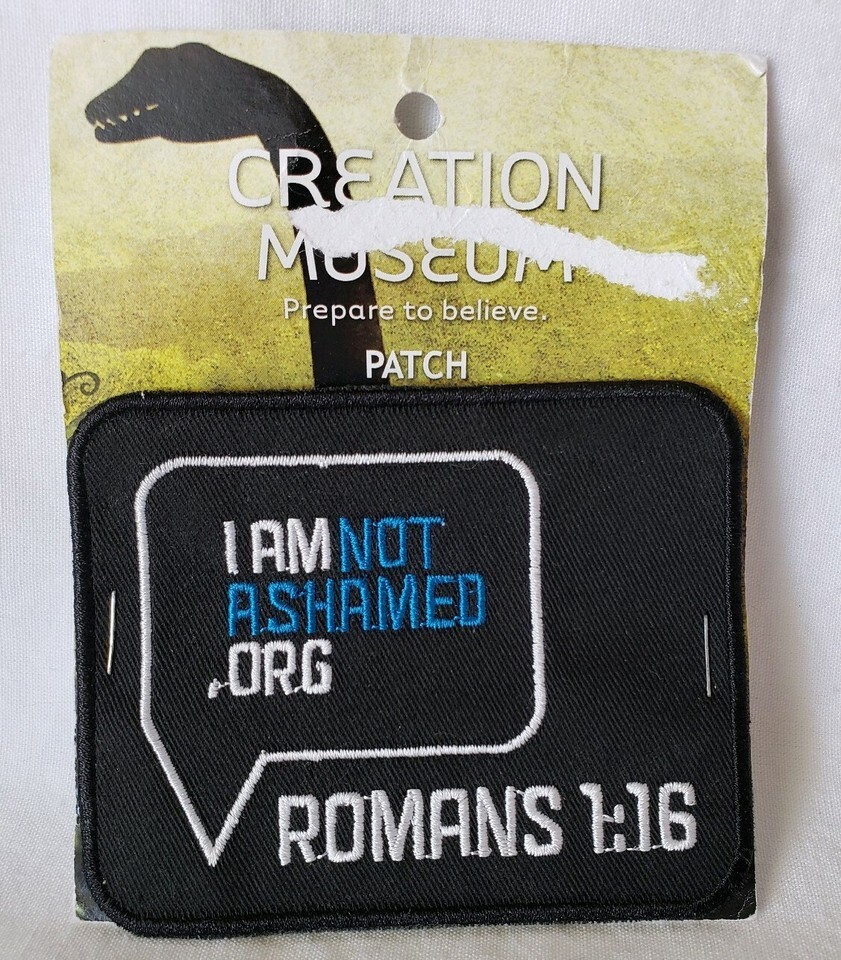 CREATION
MUSEUM
Prepare to believe.
PATCH
I AM NOT
ASHAMED
.ORG
ROMANS 1:16